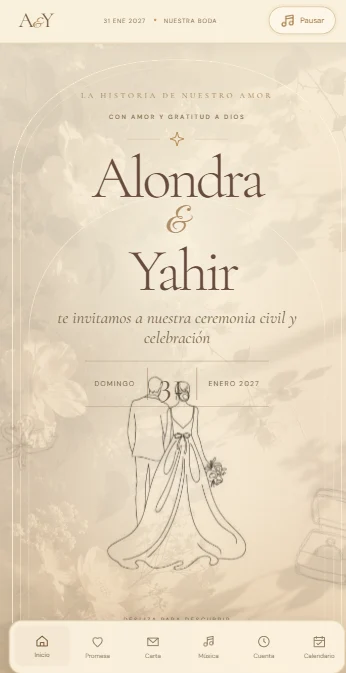 A&Y
31 ENE 2027 • NUESTRA BODA
Pausar
LA HISTORIA DE NUESTRO AMOR
CON AMOR Y GRATITUD A DIOS
Alondra
&
Yahir
te invitamos a nuestra ceremonia civil y
celebración
DOMINGO
ENERO 2027
Inicio
Promesa
Carta
Música
Cuenta
Calendario